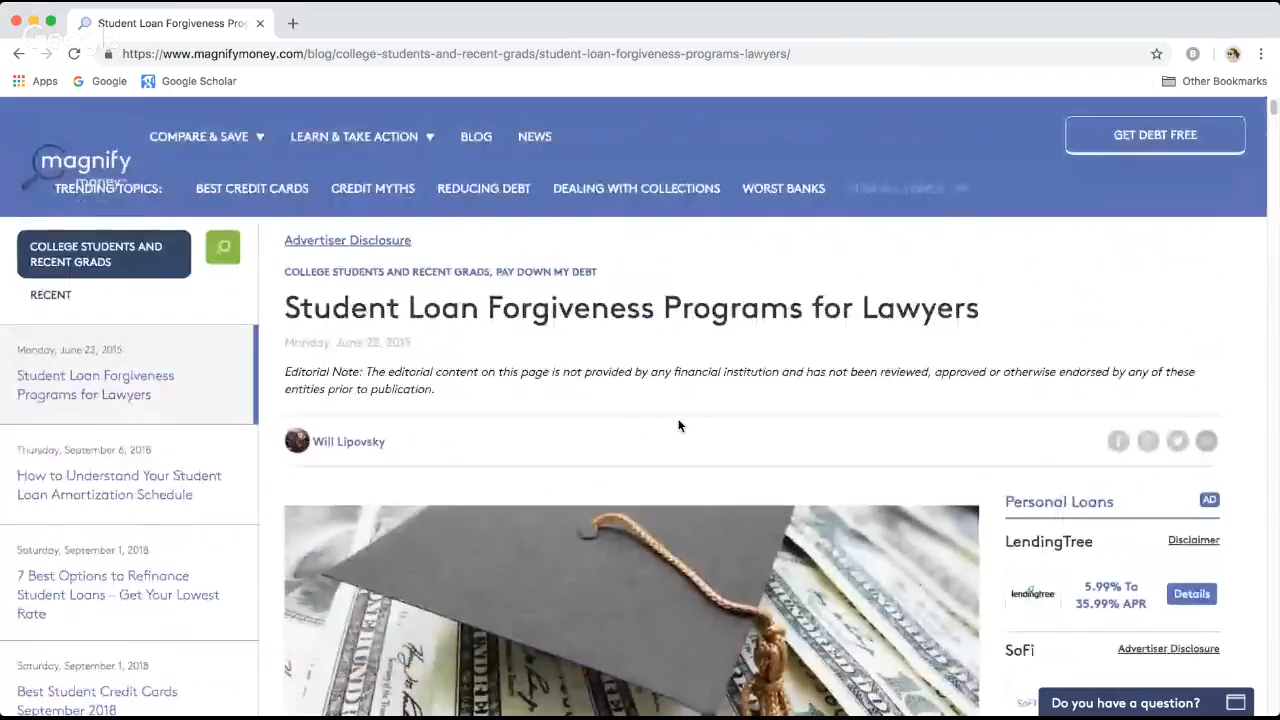 Student Loan Forgiveness Prog
Google
https://www.magnifymoney.com/blog/college-students-and-recent-grads/student-loan-forgiveness-programs-lawyers/
B
Apps
Google
Google Scholar
Other Bookmarks
COMPARE & SAVE
LEARN & TAKE ACTION
BLOG
NEWS
GET DEBT FREE
magnify
money
TRENDING TOPICS:
BEST CREDIT CARDS
CREDIT MYTHS
REDUCING DEBT
DEALING WITH COLLECTIONS
WORST BANKS
COLLEGE STUDENTS AND
RECENT GRADS
RECENT
Monday, June 22, 2015
Student Loan Forgiveness
Programs for Lawyers
Thursday, September 6, 2018
How to Understand Your Student
Loan Amortization Schedule
Saturday, September 1, 2018
7 Best Options to Refinance
Student Loans – Get Your Lowest
Rate
Saturday, September 1, 2018
Best Student Credit Cards
September 2018
Advertiser Disclosure
COLLEGE STUDENTS AND RECENT GRADS, PAY DOWN MY DEBT
Student Loan Forgiveness Programs for Lawyers
Monday, June 22, 2015
Editorial Note: The editorial content on this page is not provided by any financial institution and has not been reviewed, approved or otherwise endorsed by any of these
entities prior to publication.
Will Lipovsky
Personal Loans
AD
LendingTree
Disclaimer
lendingtree
5.99% To
35.99% APR
Details
SoFi
Advertiser Disclosure
SoFi
Do you have a question?